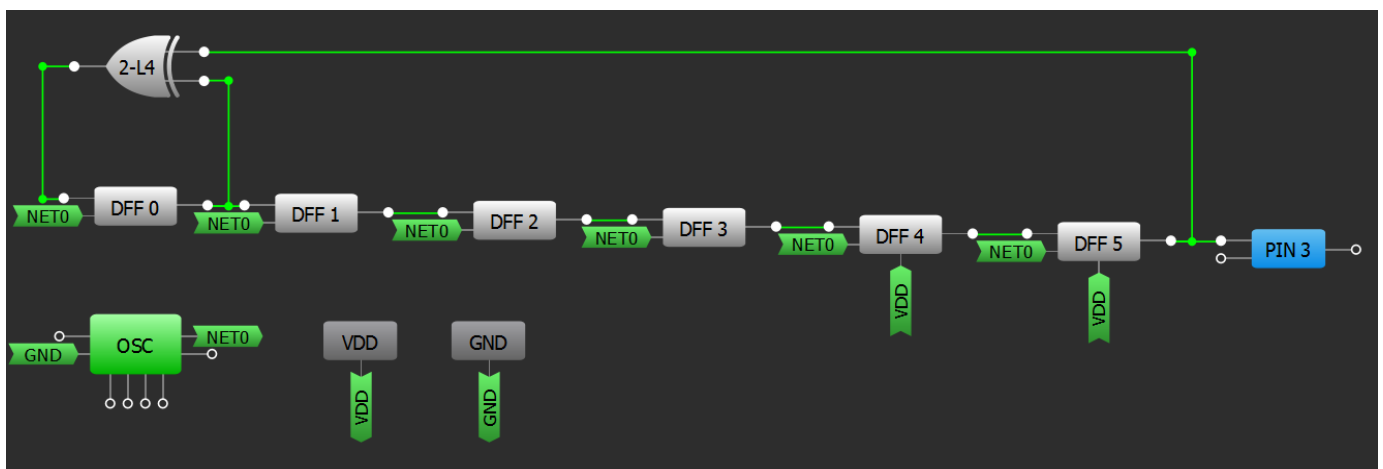 2-L4
NET0
DFF 0
NET0
DFF 1
NET0
DFF 2
NET0
DFF 3
NET0
DFF 4
NET0
DFF 5
PIN 3
VDD
VDD
GND
OSC
NET0
VDD
GND
VDD
GND